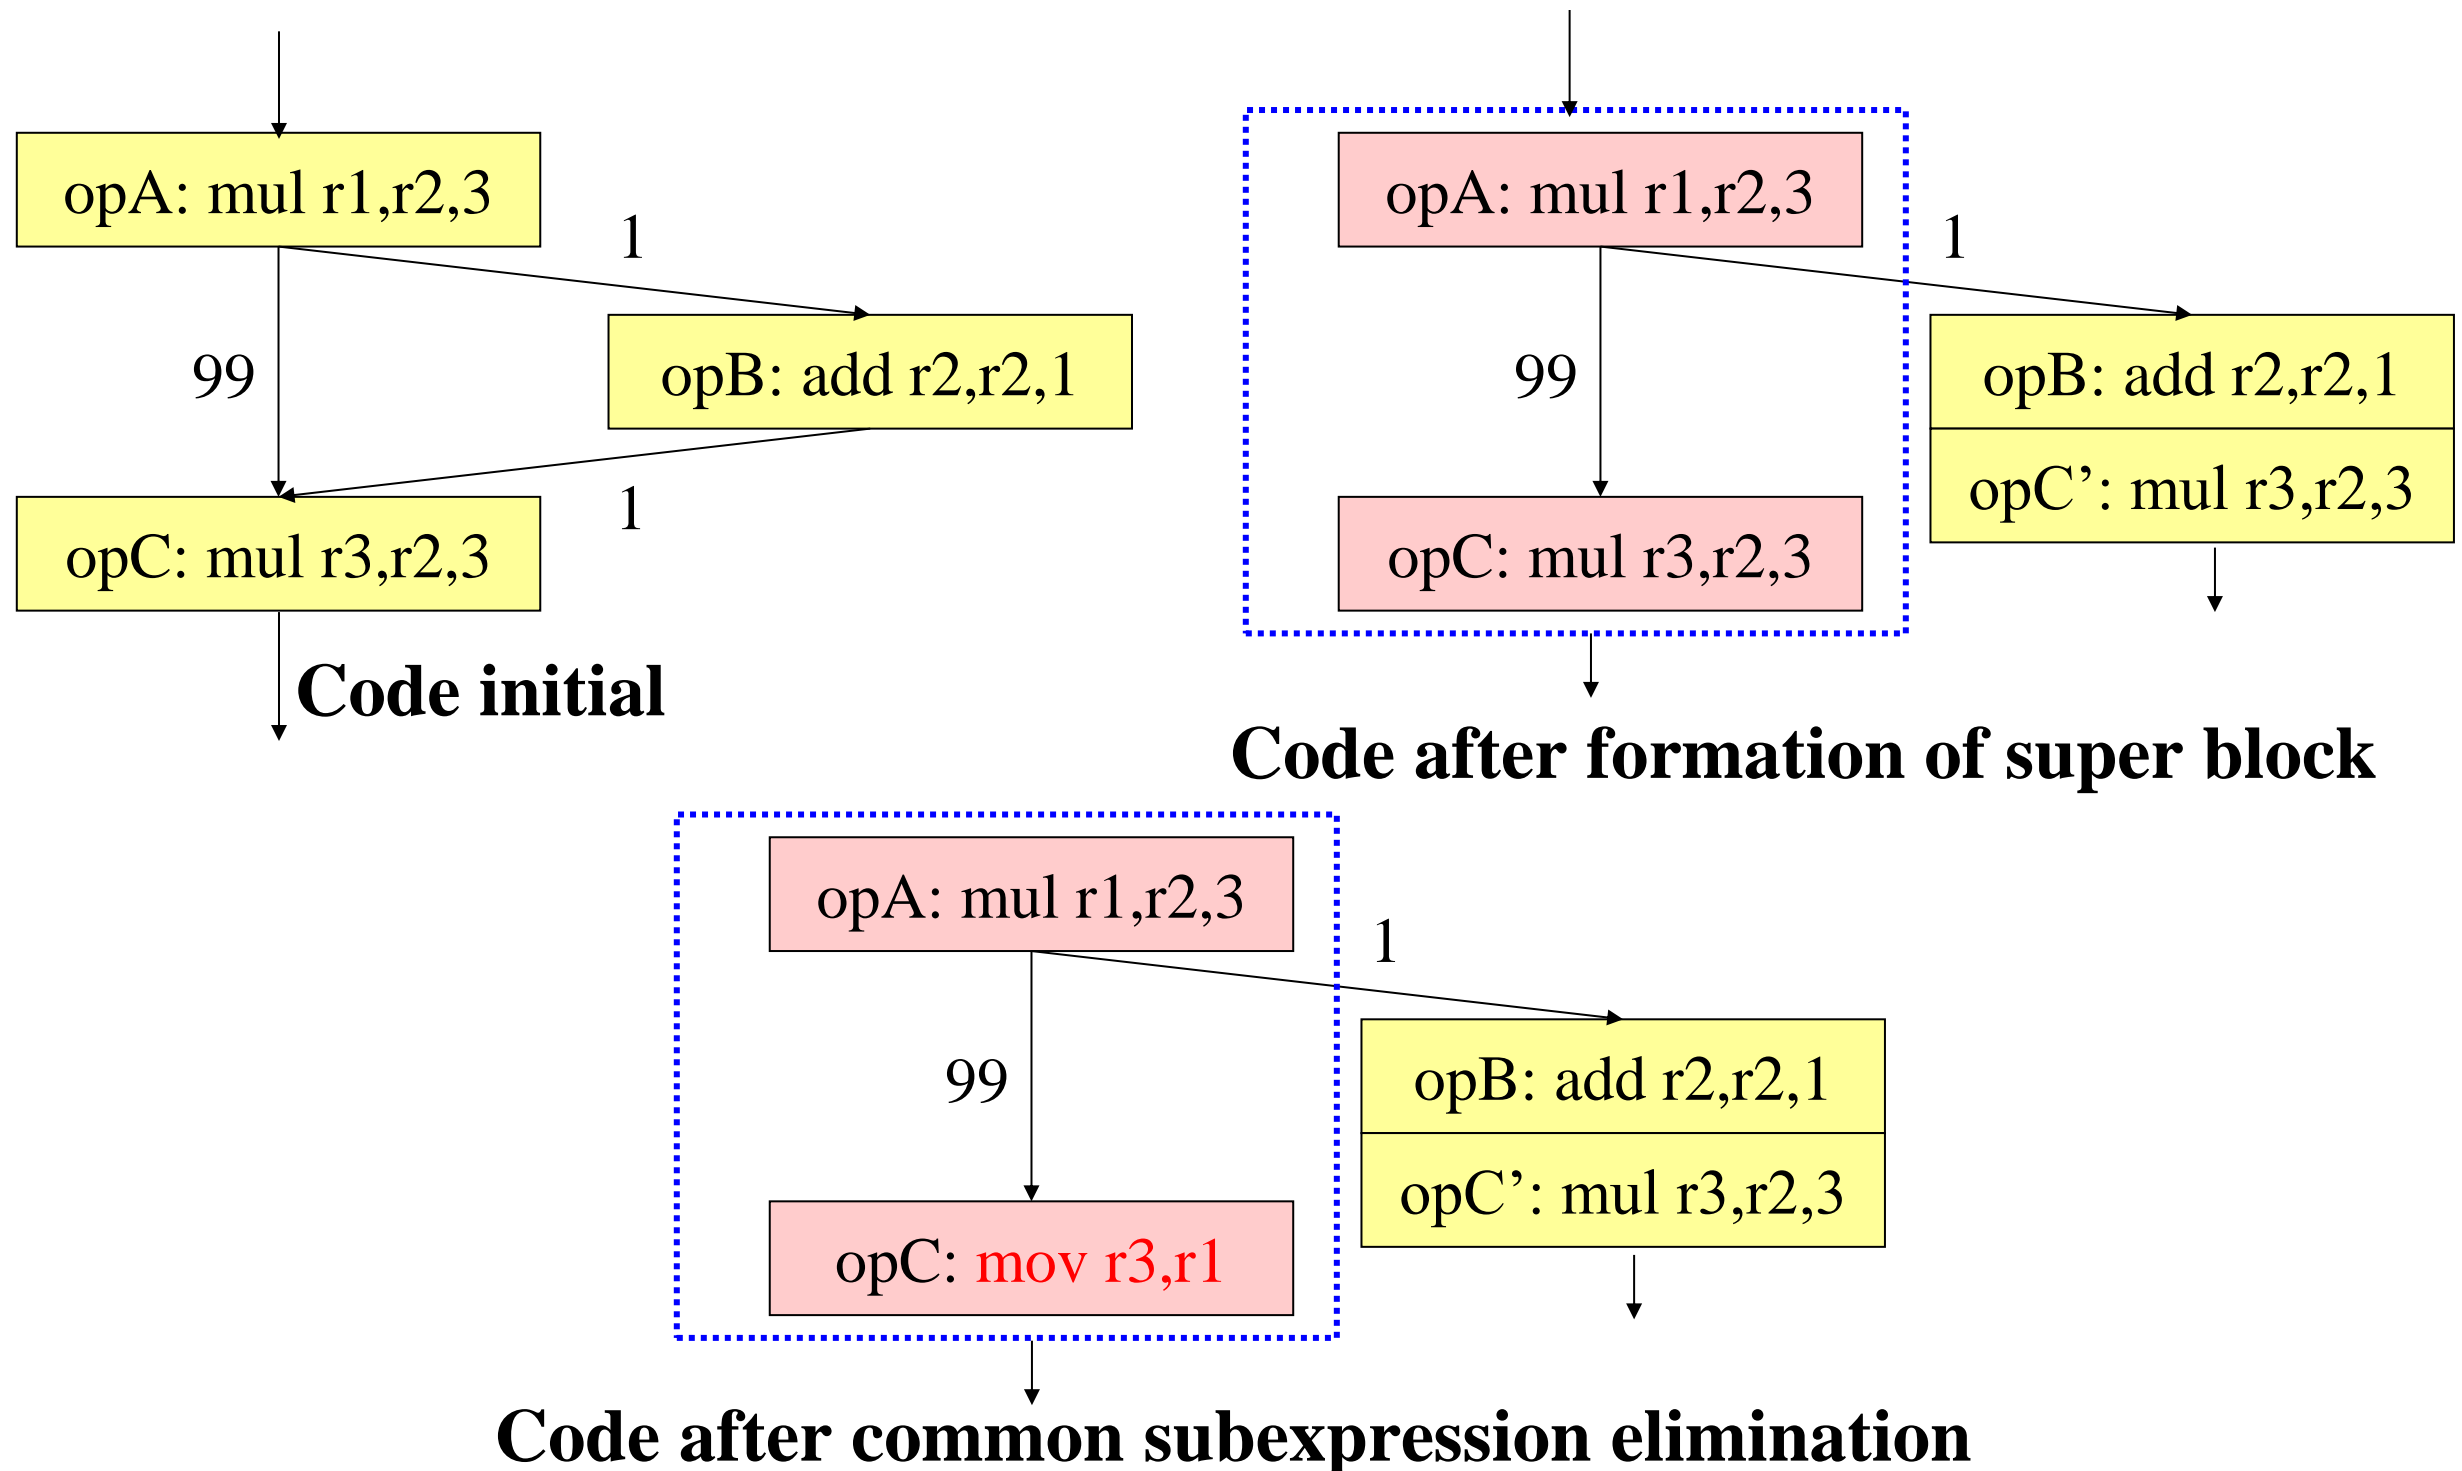 opA: mul r1,r2,3
1
99
opB: add r2,r2,1
1
opC: mul r3,r2,3
Code initial
opA: mul r1,r2,3
1
99
opB: add r2,r2,1
opC’: mul r3,r2,3
opC: mul r3,r2,3
Code after formation of super block
opA: mul r1,r2,3
1
99
opB: add r2,r2,1
opC’: mul r3,r2,3
opC: mov r3,r1
Code after common subexpression elimination